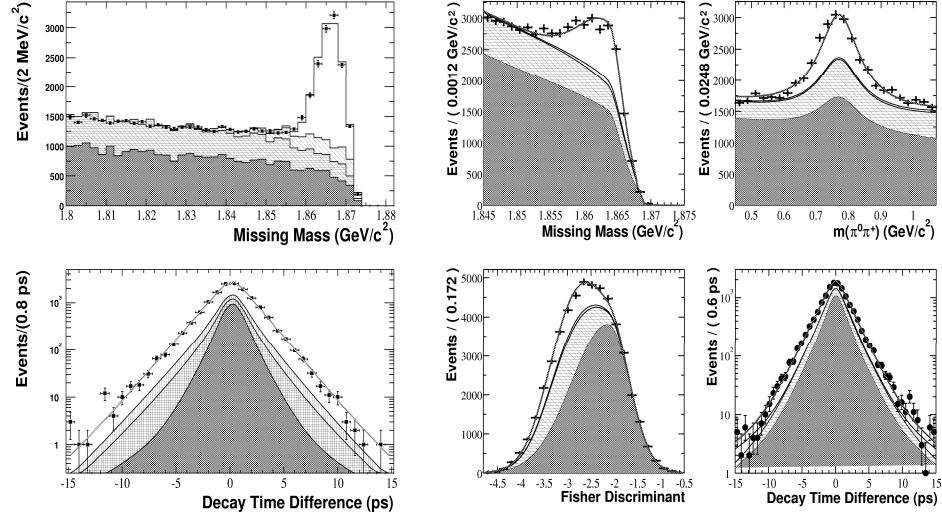 Events/(2 MeV/c²)
3000
2500
2000
1500
1000
500
0
1.8 1.81 1.82 1.83 1.84 1.85 1.86 1.87 1.88
Missing Mass (GeV/c²)
Events / ( 0.0012 GeV/c² )
3000
2500
2000
1500
1000
500
0
1.845 1.85 1.855 1.86 1.865 1.87 1.875
Missing Mass (GeV/c²)
Events / ( 0.0248 GeV/c² )
3000
2500
2000
1500
1000
500
0
0.5 0.6 0.7 0.8 0.9 1
m(π⁰π⁺) (GeV/c²)
Events/(0.8 ps)
10³
10²
10
1
-15 -10 -5 0 5 10 15
Decay Time Difference (ps)
Events / ( 0.172 )
5000
4000
3000
2000
1000
0
-4.5 -4 -3.5 -3 -2.5 -2 -1.5 -1 -0.5
Fisher Discriminant
Events / ( 0.6 ps )
10³
10²
10
1
-15 -10 -5 0 5 10 15
Decay Time Difference (ps)